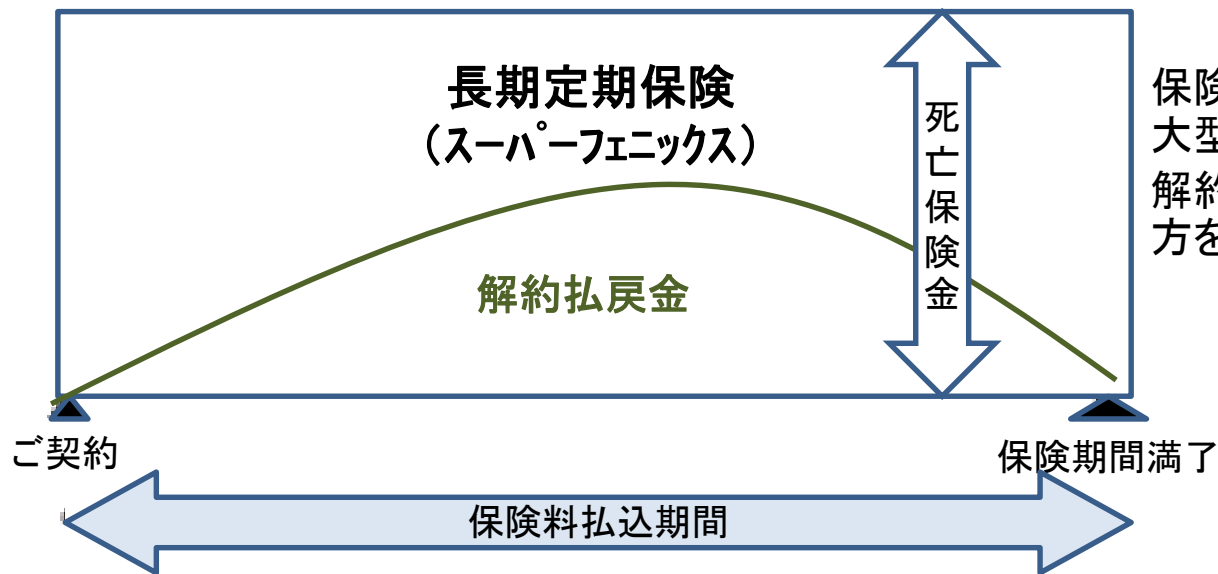 長期定期保険
(スーパーフェニックス)
死亡保険金
保険
大型
解約
方を
解約払戻金
ご契約
保険期間満了
保険料払込期間